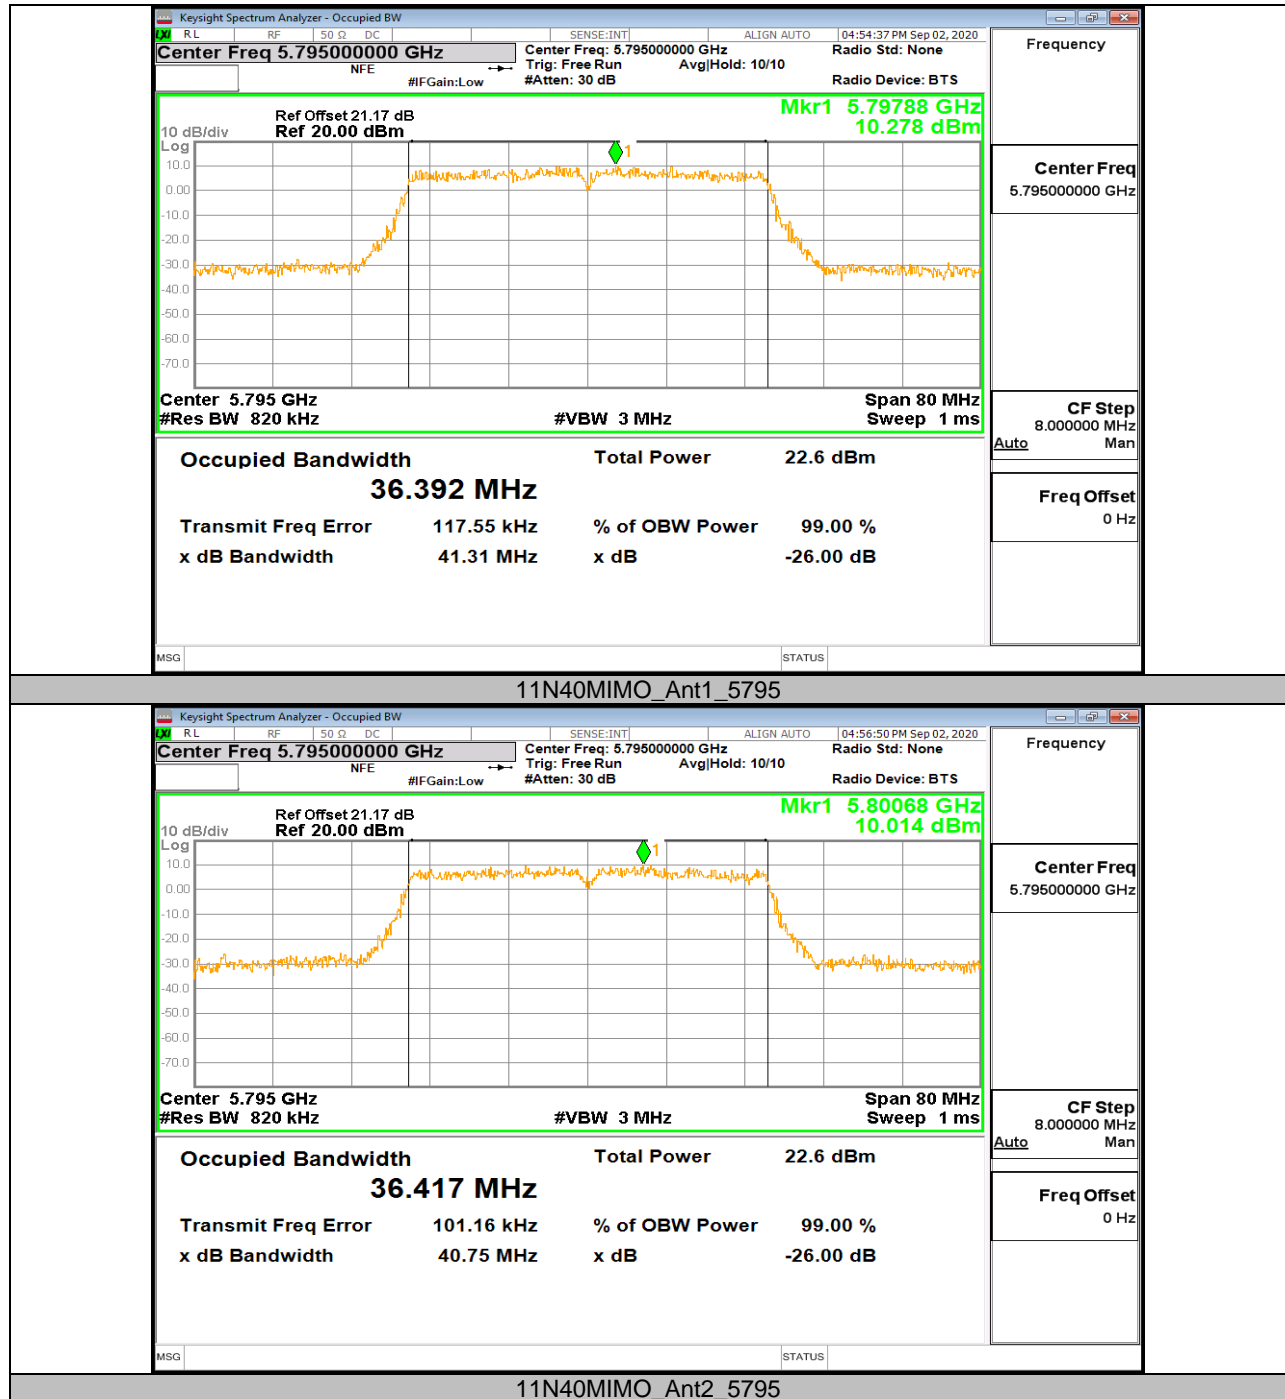 Keysight Spectrum Analyzer - Occupied BW
LXI RL RF 50 Ω DC SENSE:INT ALIGN AUTO 04:54:37 PM Sep 02, 2020
Center Freq 5.795000000 GHz
NFE
#IFGain:Low
Center Freq: 5.795000000 GHz
Trig: Free Run Avg|Hold: 10/10
#Atten: 30 dB
Radio Std: None
Radio Device: BTS
Frequency
Mkr1 5.79788 GHz
10.278 dBm
Ref Offset 21.17 dB
10 dB/div Ref 20.00 dBm
Log
10.0
0.00
-10.0
-20.0
-30.0
-40.0
-50.0
-60.0
-70.0
1
Center Freq
5.795000000 GHz
Center 5.795 GHz Span 80 MHz
#Res BW 820 kHz #VBW 3 MHz Sweep 1 ms
CF Step
8.000000 MHz
Auto Man
Occupied Bandwidth Total Power 22.6 dBm
36.392 MHz
Transmit Freq Error 117.55 kHz % of OBW Power 99.00 %
x dB Bandwidth 41.31 MHz x dB -26.00 dB
Freq Offset
0 Hz
MSG STATUS
11N40MIMO_Ant1_5795
Keysight Spectrum Analyzer - Occupied BW
LXI RL RF 50 Ω DC SENSE:INT ALIGN AUTO 04:56:50 PM Sep 02, 2020
Center Freq 5.795000000 GHz
NFE
#IFGain:Low
Center Freq: 5.795000000 GHz
Trig: Free Run Avg|Hold: 10/10
#Atten: 30 dB
Radio Std: None
Radio Device: BTS
Frequency
Mkr1 5.80068 GHz
10.014 dBm
Ref Offset 21.17 dB
10 dB/div Ref 20.00 dBm
Log
10.0
0.00
-10.0
-20.0
-30.0
-40.0
-50.0
-60.0
-70.0
1
Center Freq
5.795000000 GHz
Center 5.795 GHz Span 80 MHz
#Res BW 820 kHz #VBW 3 MHz Sweep 1 ms
CF Step
8.000000 MHz
Auto Man
Occupied Bandwidth Total Power 22.6 dBm
36.417 MHz
Transmit Freq Error 101.16 kHz % of OBW Power 99.00 %
x dB Bandwidth 40.75 MHz x dB -26.00 dB
Freq Offset
0 Hz
MSG STATUS
11N40MIMO_Ant2_5795